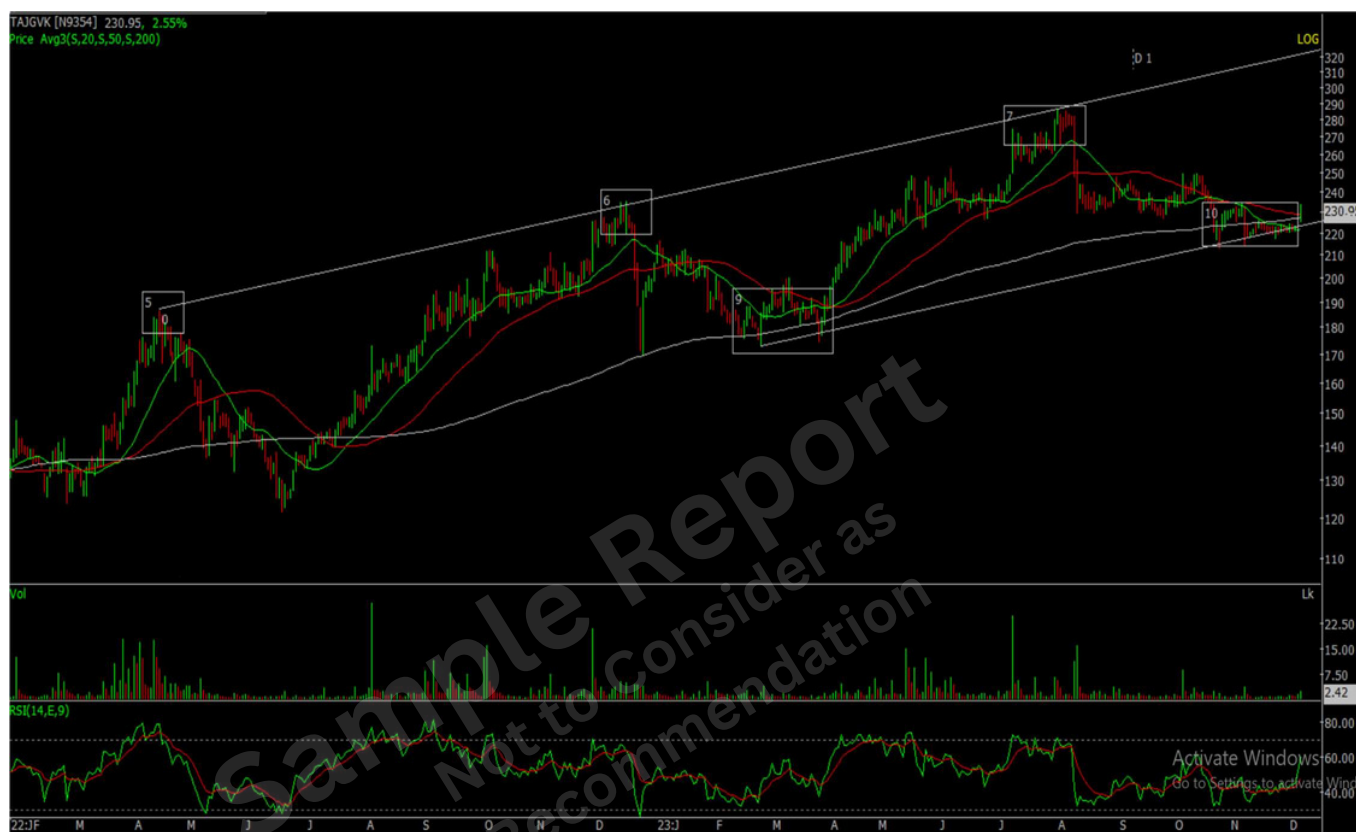 TAJGVK [N9354] 230.95, 2.55%
Price Avg3(S,20,S,50,S,200)
LOG
D 1
320
310
300
290
280
270
260
250
240
230.95
220
210
200
190
180
170
160
150
140
130
120
110
5
0
6
7
9
10
Sample Report
Not to Consider as
Recommendation
Vol
Lk
22.50
15.00
7.50
2.42
RSI(14,E,9)
80.00
60.00
40.00
Activate Windows
Go to Settings to activate Wind
22:JF M A M J J A S O N D 23:J F M A M J J A S O N D